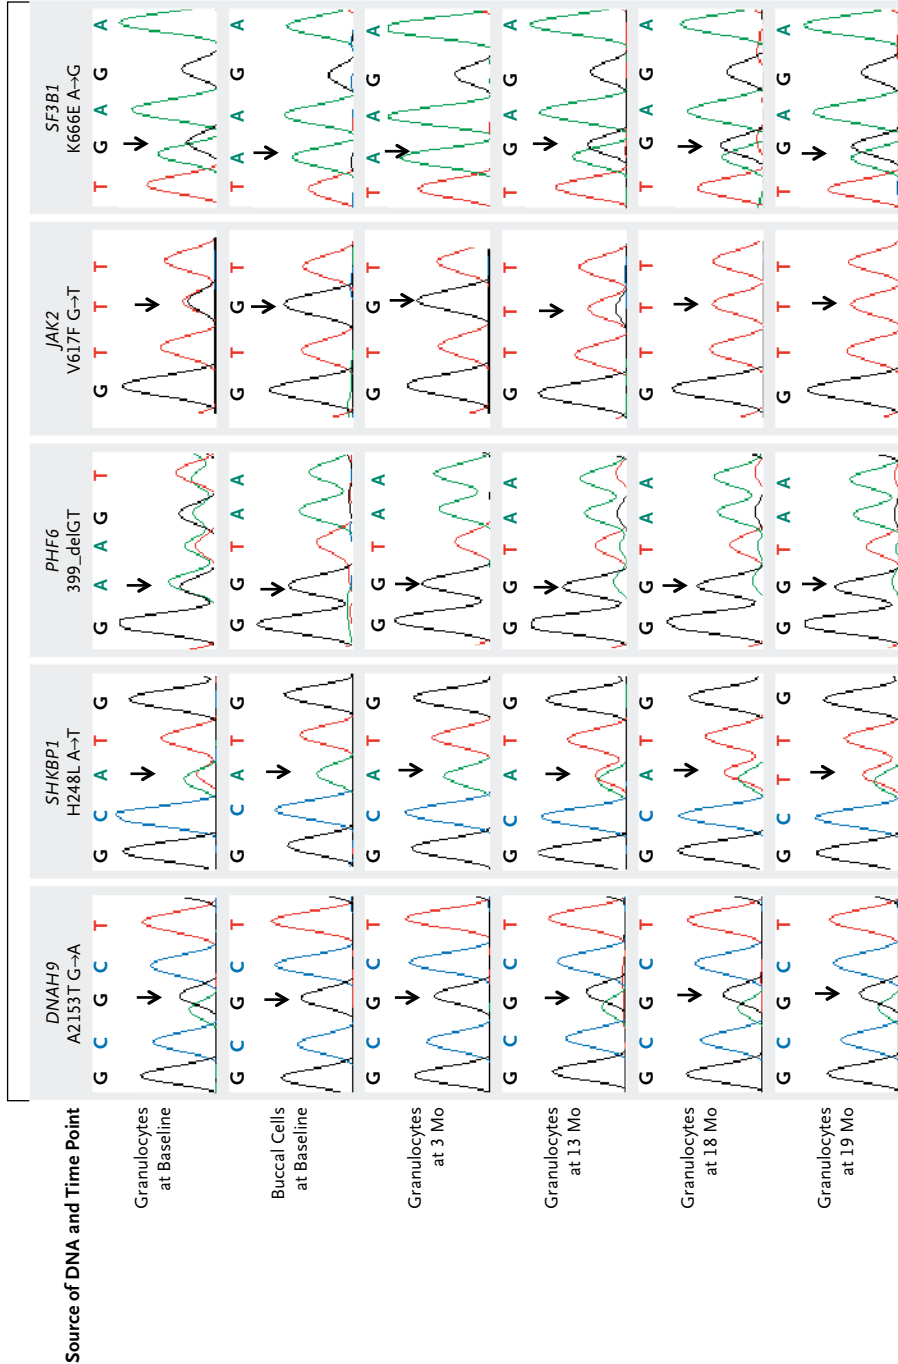 Source of DNA and Time Point
DNAH9
A2153T G→A
SHKBP1
H248L A→T
PHF6
399_delGT
JAK2
V617F G→T
SF3B1
K666E A→G
Granulocytes
at Baseline
G C G C T
G C A T G
G A A G T
G T T T
T G A G A
Buccal Cells
at Baseline
G C G C T
G C A T G
G G T A A
G T G T
T A A G A
Granulocytes
at 3 Mo
G C G C T
G C A T G
G G T A A
G T G T
T A A G A
Granulocytes
at 13 Mo
G C G C T
G C A T G
G G T A A
G T T T
T G A G A
Granulocytes
at 18 Mo
G C G C T
G C A T G
G G T A A
G T T T
T G A G A
Granulocytes
at 19 Mo
G C G C T
G C T T G
G G T A A
G T T T
T G A G A